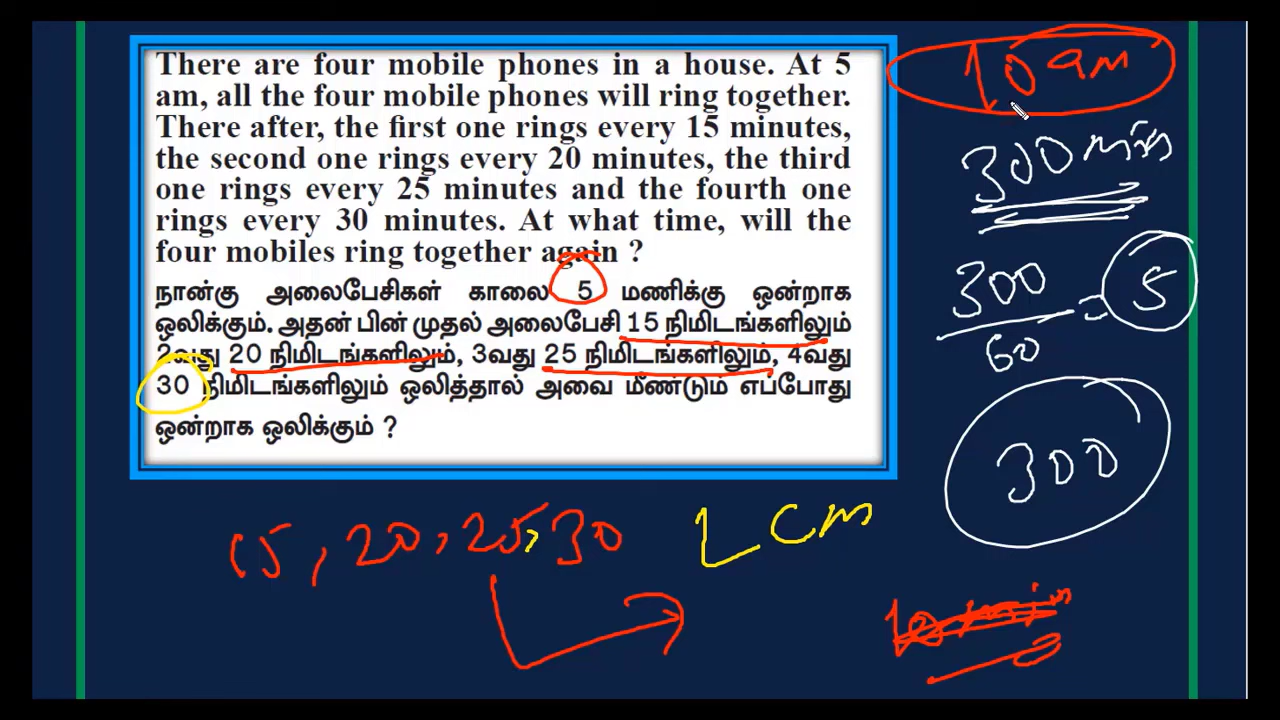 There are four mobile phones in a house. At 5
am, all the four mobile phones will ring together.
There after, the first one rings every 15 minutes,
the second one rings every 20 minutes, the third
one rings every 25 minutes and the fourth one
rings every 30 minutes. At what time, will the
four mobiles ring together again ?
நான்கு அலைபேசிகள் காலை 5 மணிக்கு ஒன்றாக
ஒலிக்கும். அதன் பின் முதல் அலைபேசி 15 நிமிடங்களிலும்
2வது 20 நிமிடங்களிலும், 3வது 25 நிமிடங்களிலும், 4வது
30 நிமிடங்களிலும் ஒலித்தால் அவை மீண்டும் எப்போது
ஒன்றாக ஒலிக்கும் ?
10 am
300 min
300
60
= 5
300
15, 20, 25, 30 LCM